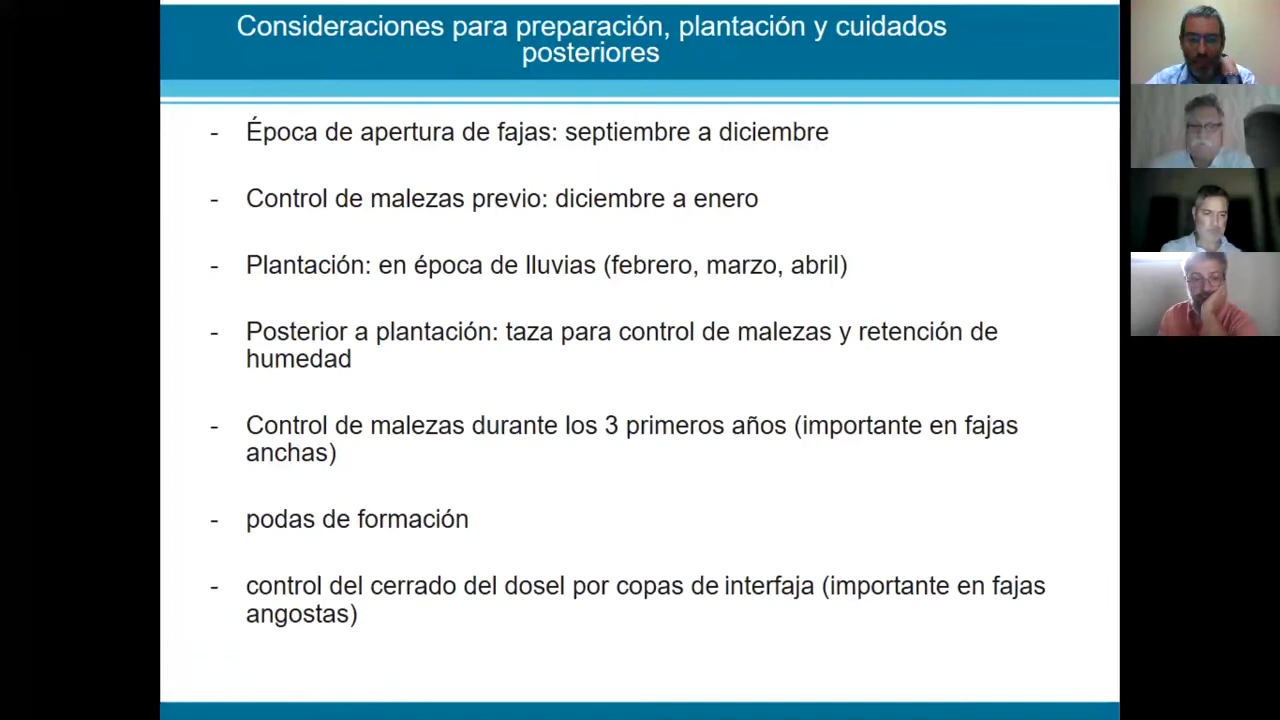 Consideraciones para preparación, plantación y cuidados
posteriores
- Época de apertura de fajas: septiembre a diciembre
- Control de malezas previo: diciembre a enero
- Plantación: en época de lluvias (febrero, marzo, abril)
- Posterior a plantación: taza para control de malezas y retención de
humedad
- Control de malezas durante los 3 primeros años (importante en fajas
anchas)
- podas de formación
- control del cerrado del dosel por copas de interfaja (importante en fajas
angostas)